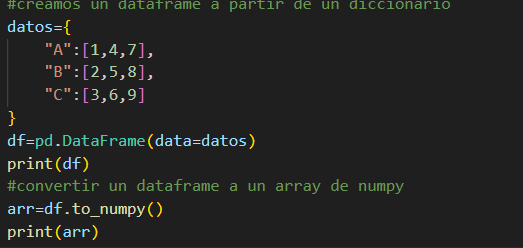 #creamos un dataframe a partir de un diccionario
datos={
    "A":[1,4,7],
    "B":[2,5,8],
    "C":[3,6,9]
}
df=pd.DataFrame(data=datos)
print(df)
#convertir un dataframe a un array de numpy
arr=df.to_numpy()
print(arr)